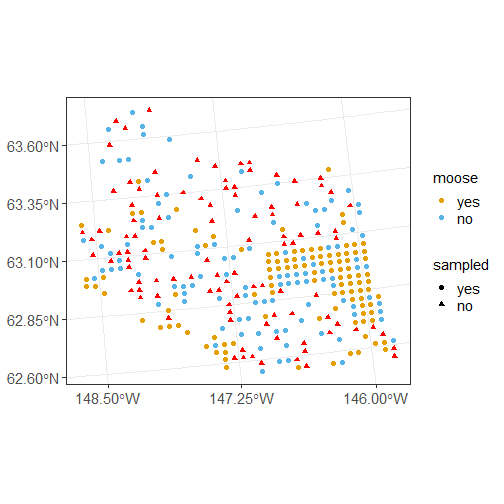 63.60°N
63.35°N
63.10°N
62.85°N
62.60°N
148.50°W
147.25°W
146.00°W
moose
yes
no
sampled
yes
no